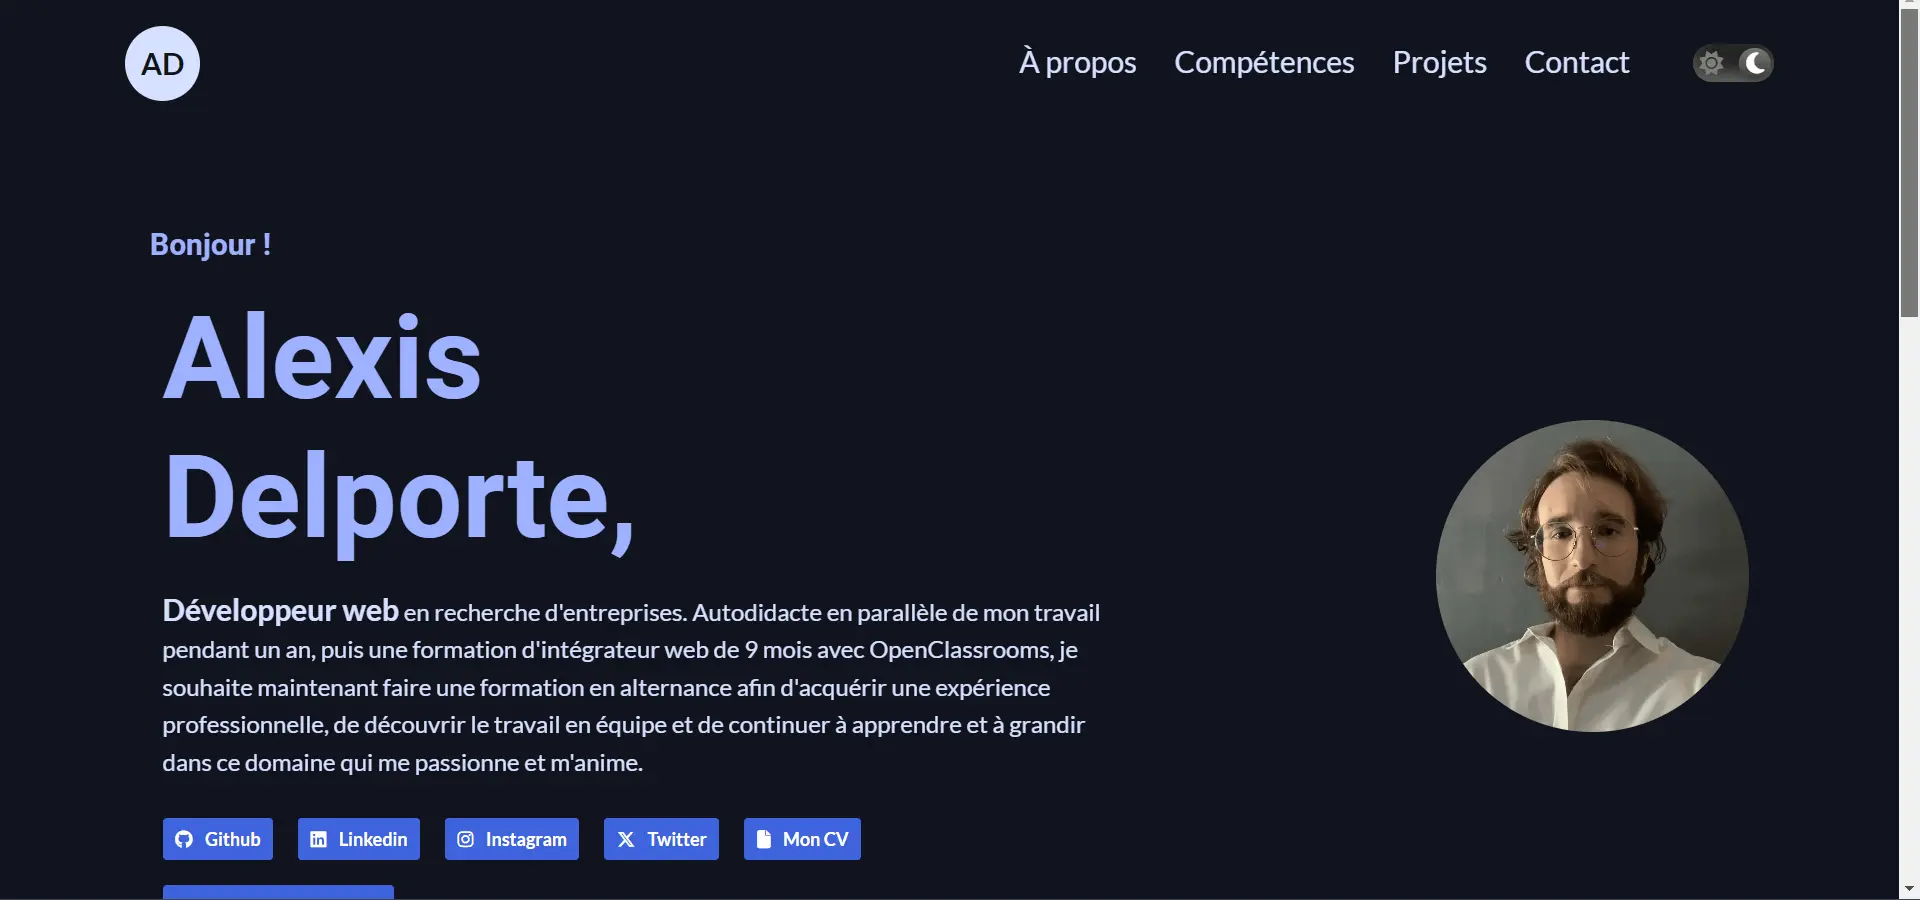 AD
À propos Compétences Projets Contact
Bonjour !
Alexis
Delporte,
Développeur web en recherche d'entreprises. Autodidacte en parallèle de mon travail
pendant un an, puis une formation d'intégrateur web de 9 mois avec OpenClassrooms, je
souhaite maintenant faire une formation en alternance afin d'acquérir une expérience
professionnelle, de découvrir le travail en équipe et de continuer à apprendre et à grandir
dans ce domaine qui me passionne et m'anime.
Github Linkedin Instagram Twitter Mon CV